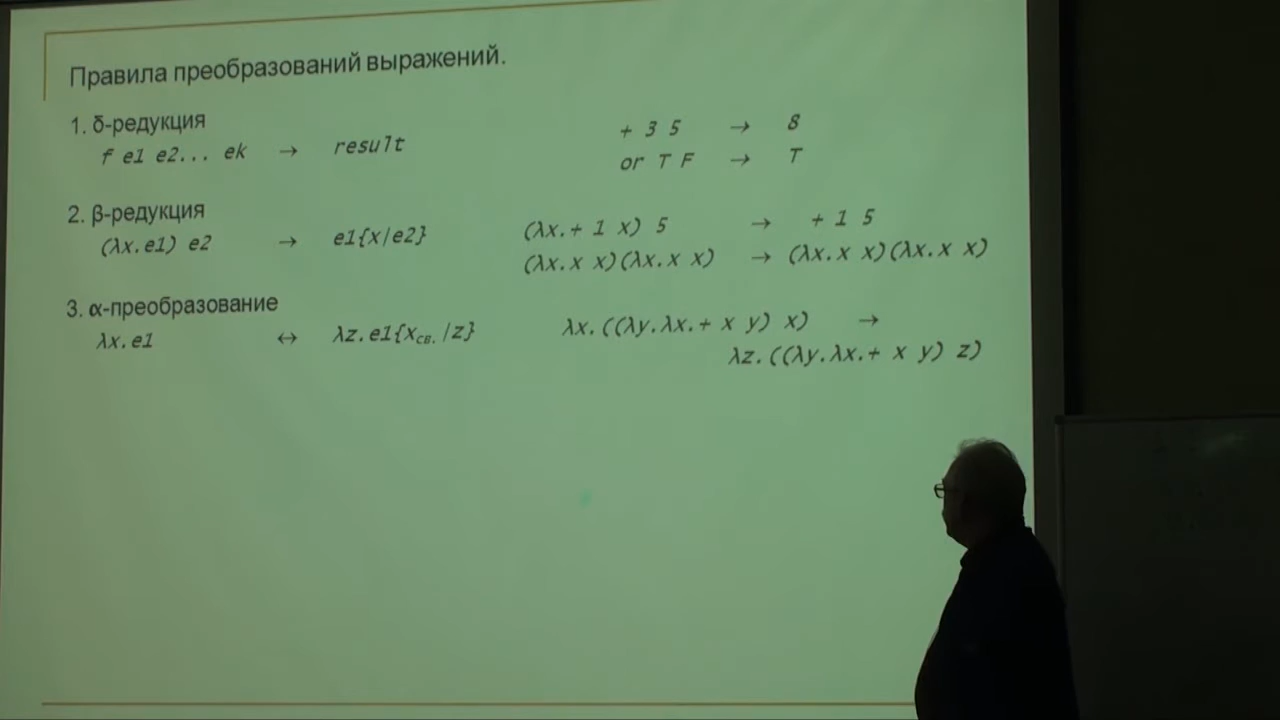 Правила преобразований выражений.
1. δ-редукция
f e1 e2... ek → result
+ 3 5 → 8
or T F → T
2. β-редукция
(λx.e1) e2 → e1{x/e2}
(λx.+ 1 x) 5 → + 1 5
(λx.x x)(λx.x x) → (λx.x x)(λx.x x)
3. α-преобразование
λx.e1 ↔ λz.e1{xсв./z}
λx.((λy.λx.+ x y) x) →
λz.((λy.λx.+ x y) z)